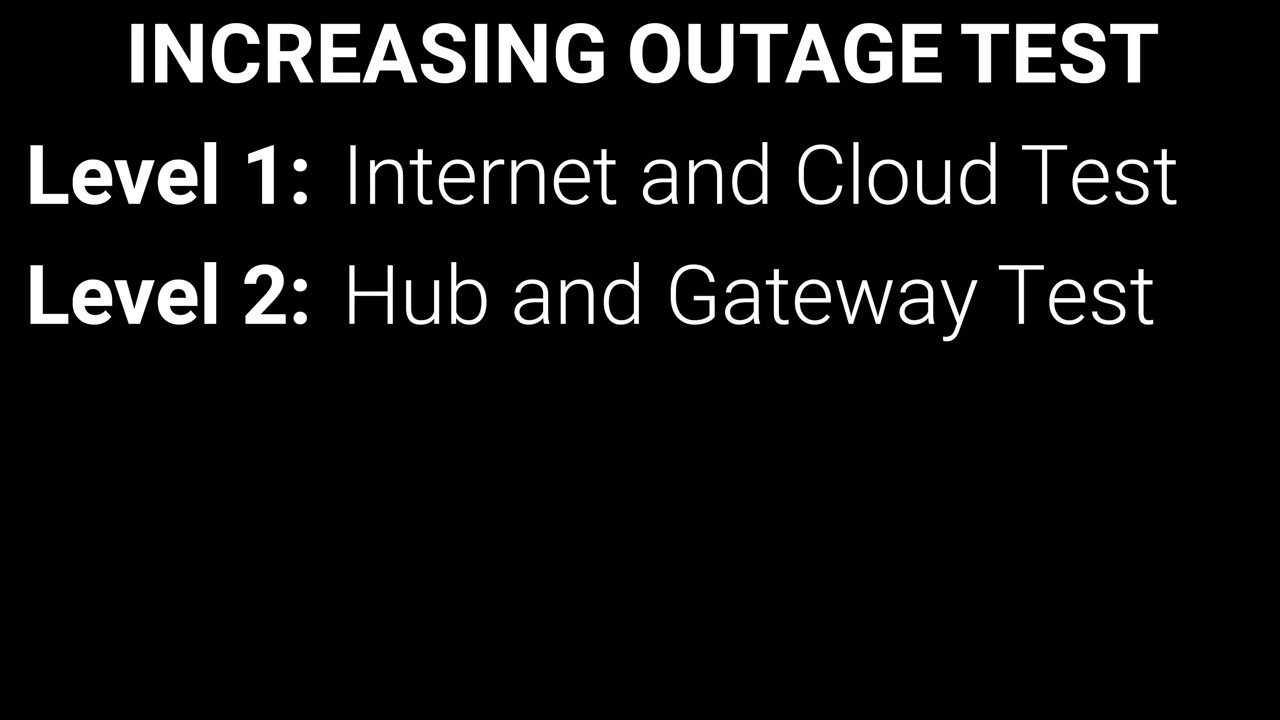 INCREASING OUTAGE TEST
Level 1: Internet and Cloud Test
Level 2: Hub and Gateway Test